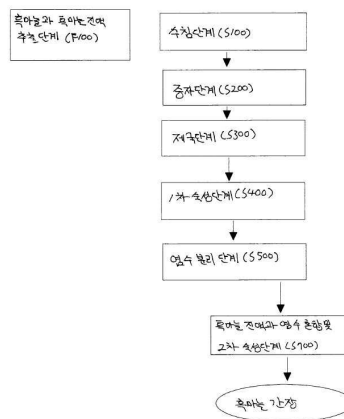 흑마늘과 흑마늘진액
추출단계 (P100)
수침단계 (S100)
증자단계 (S200)
제국단계 (S300)
1차 숙성단계 (S400)
염수 분리 단계 (S500)
흑마늘 진액과 염수 혼합 및
2차 숙성단계 (S700)
흑마늘 간장